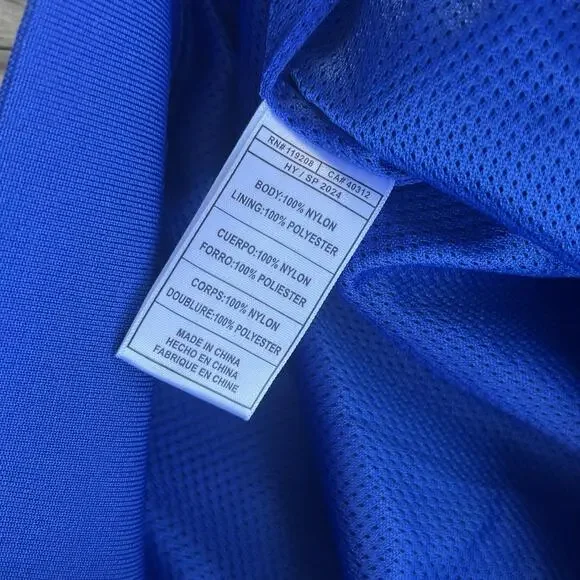 RN# 119208 CA# 40312
HY / SP 2024
BODY:100% NYLON
LINING:100% POLYESTER
CUERPO:100% NYLON
FORRO:100% POLIESTER
CORPS:100% NYLON
DOUBLURE:100% POLYESTER
MADE IN CHINA
HECHO EN CHINA
FABRIQUE EN CHINE